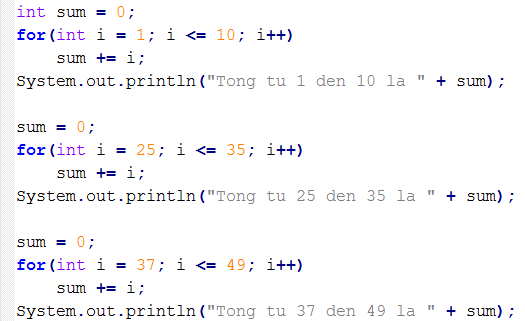 int sum = 0;
for(int i = 1; i <= 10; i++)
    sum += i;
System.out.println("Tong tu 1 den 10 la " + sum);

sum = 0;
for(int i = 25; i <= 35; i++)
    sum += i;
System.out.println("Tong tu 25 den 35 la " + sum);

sum = 0;
for(int i = 37; i <= 49; i++)
    sum += i;
System.out.println("Tong tu 37 den 49 la " + sum);